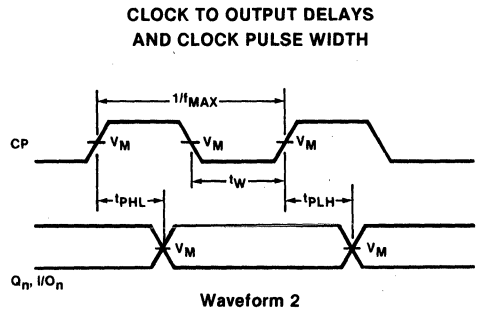 CLOCK TO OUTPUT DELAYS
AND CLOCK PULSE WIDTH
1/fMAX
CP
VM
VM
VM
tW
tPHL
tPLH
VM
VM
Qn, I/On
Waveform 2